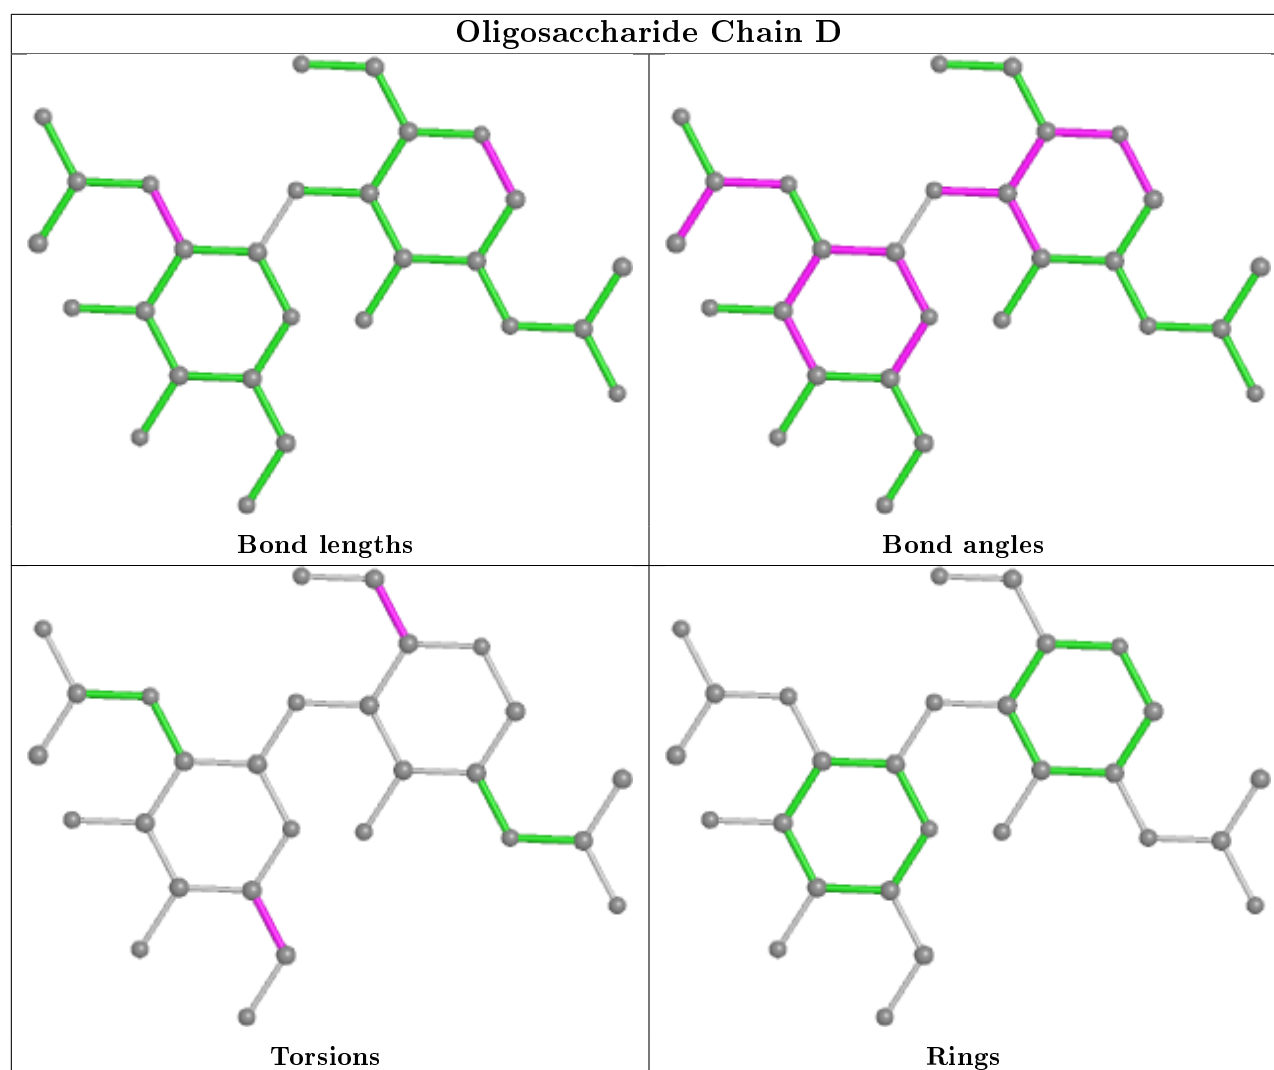 Oligosaccharide Chain D
Bond lengths
Bond angles
Torsions
Rings